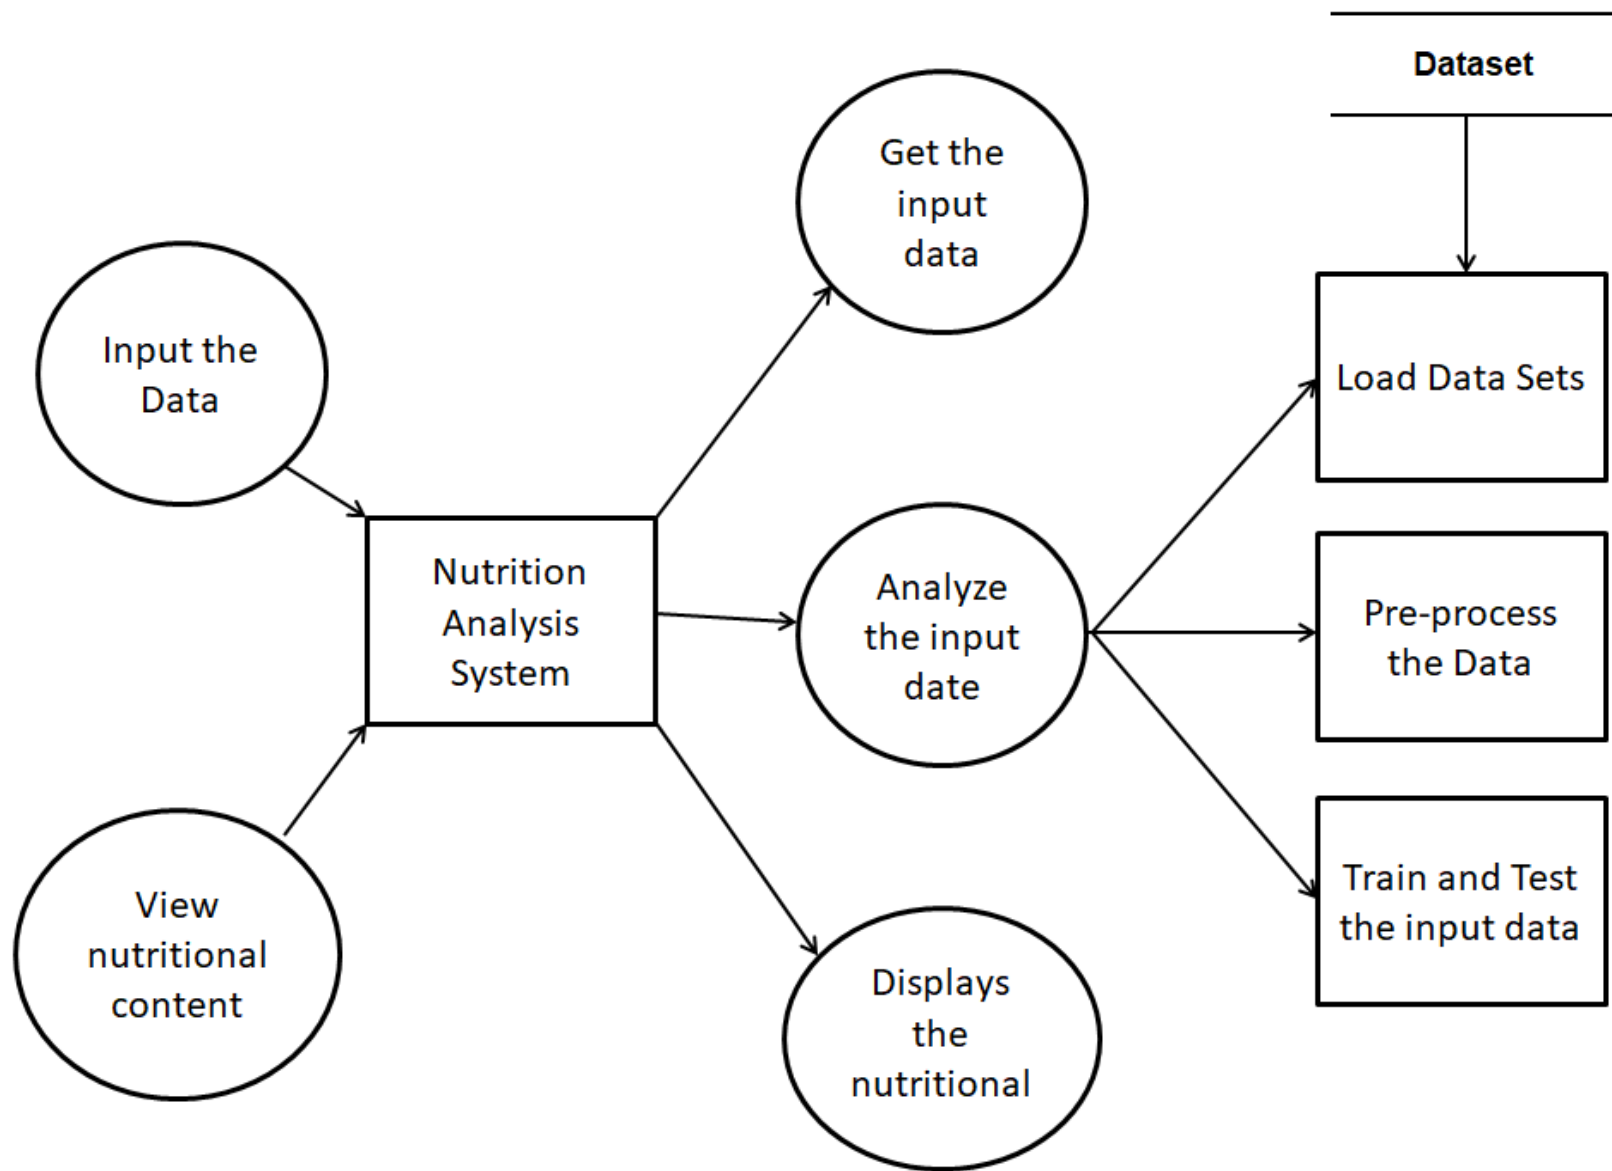 Dataset
Get the
input
data
Input the
Data
Load Data Sets
Nutrition
Analysis
System
Analyze
the input
date
Pre-process
the Data
Train and Test
the input data
View
nutritional
content
Displays
the
nutritional